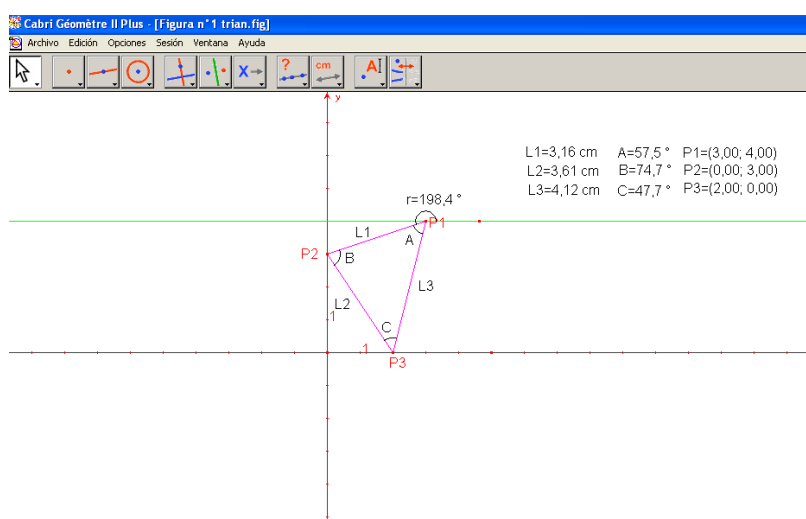 Cabri Géomètre II Plus - [Figura n°1 trian.fig]
Archivo Edición Opciones Sesión Ventana Ayuda
X
?
cm
A
y
L1=3,16 cm A=57,5 ° P1=(3,00; 4,00)
L2=3,61 cm B=74,7 ° P2=(0,00; 3,00)
L3=4,12 cm C=47,7 ° P3=(2,00; 0,00)
r=198,4 °
P1
L1
A
P2
B
L3
L2
1
C
1
P3